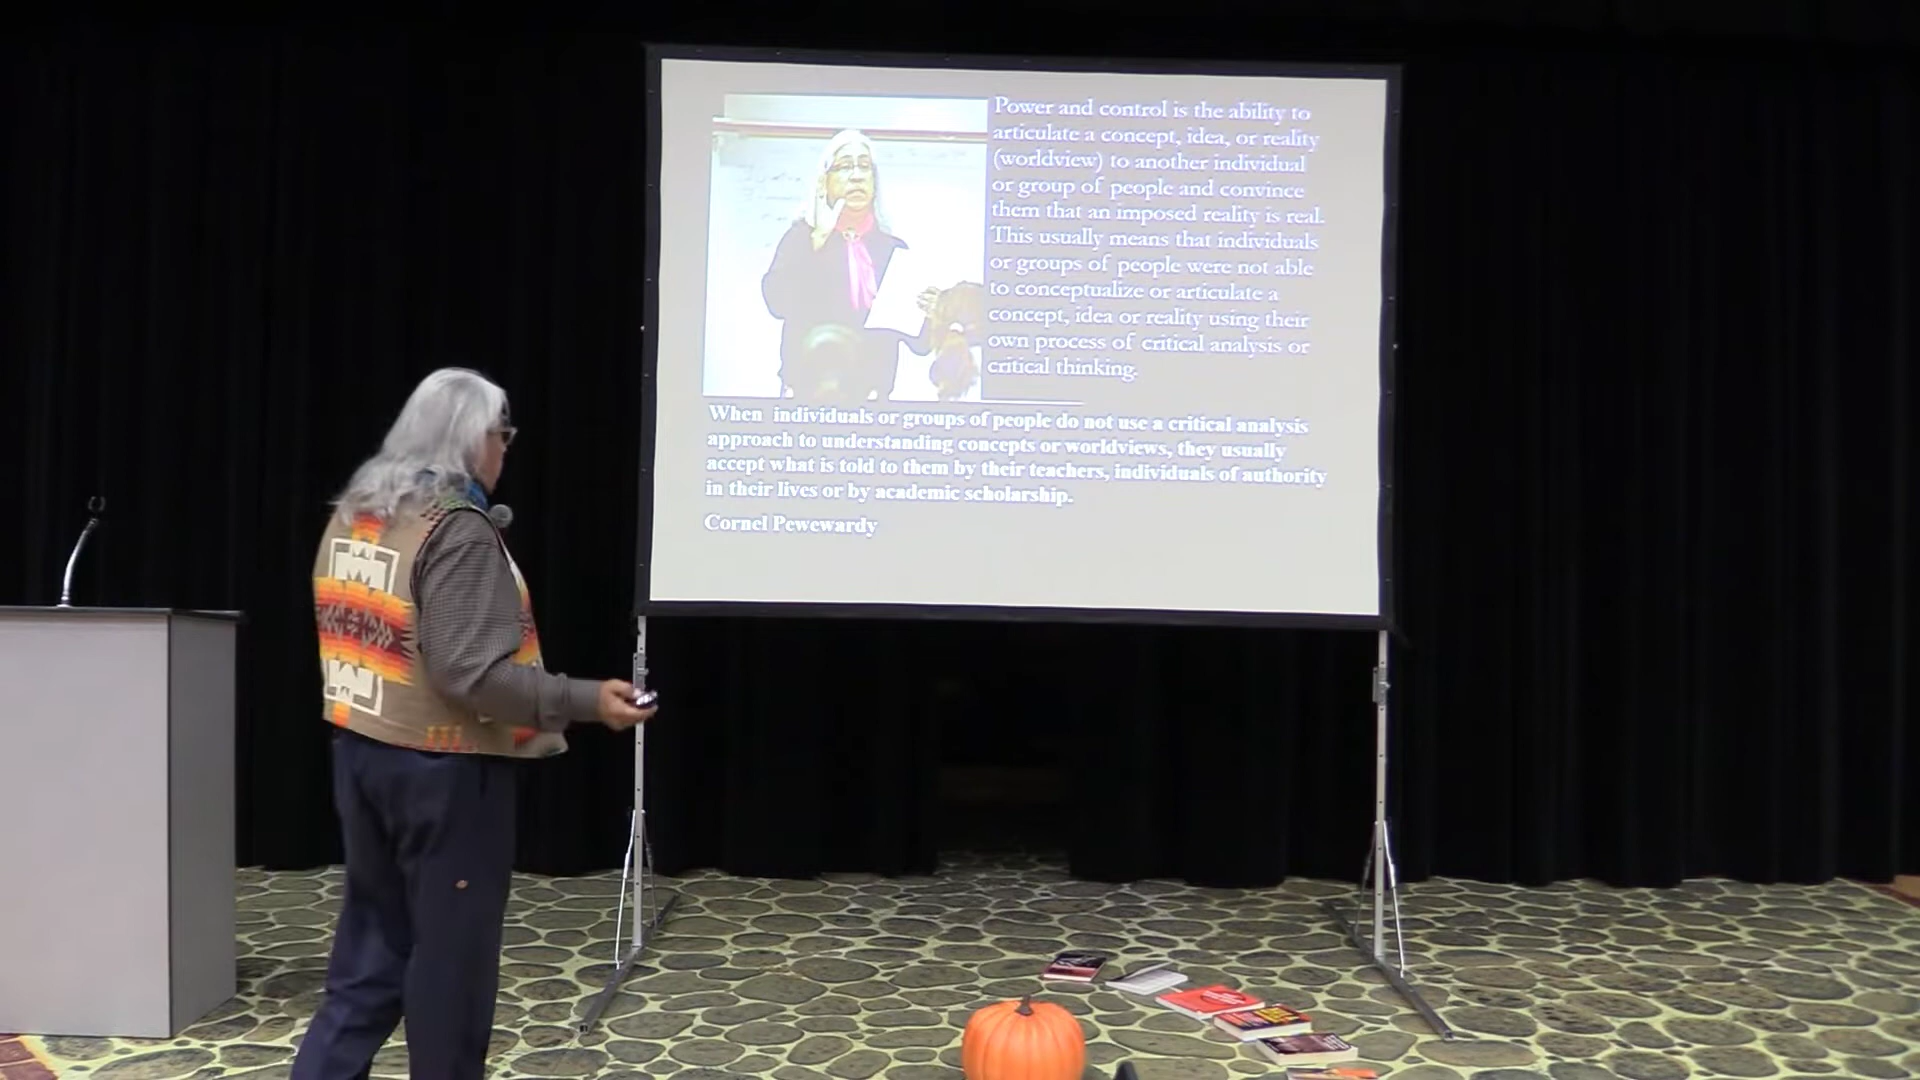 Power and control is the ability to
articulate a concept, idea, or reality
(worldview) to another individual
or group of people and convince
them that an imposed reality is real.
This usually means that individuals
or groups of people were not able
to conceptualize or articulate a
concept, idea or reality using their
own process of critical analysis or
critical thinking.
When individuals or groups of people do not use a critical analysis
approach to understanding concepts or worldviews, they usually
accept what is told to them by their teachers, individuals of authority
in their lives or by academic scholarship.
Cornel Pewewardy